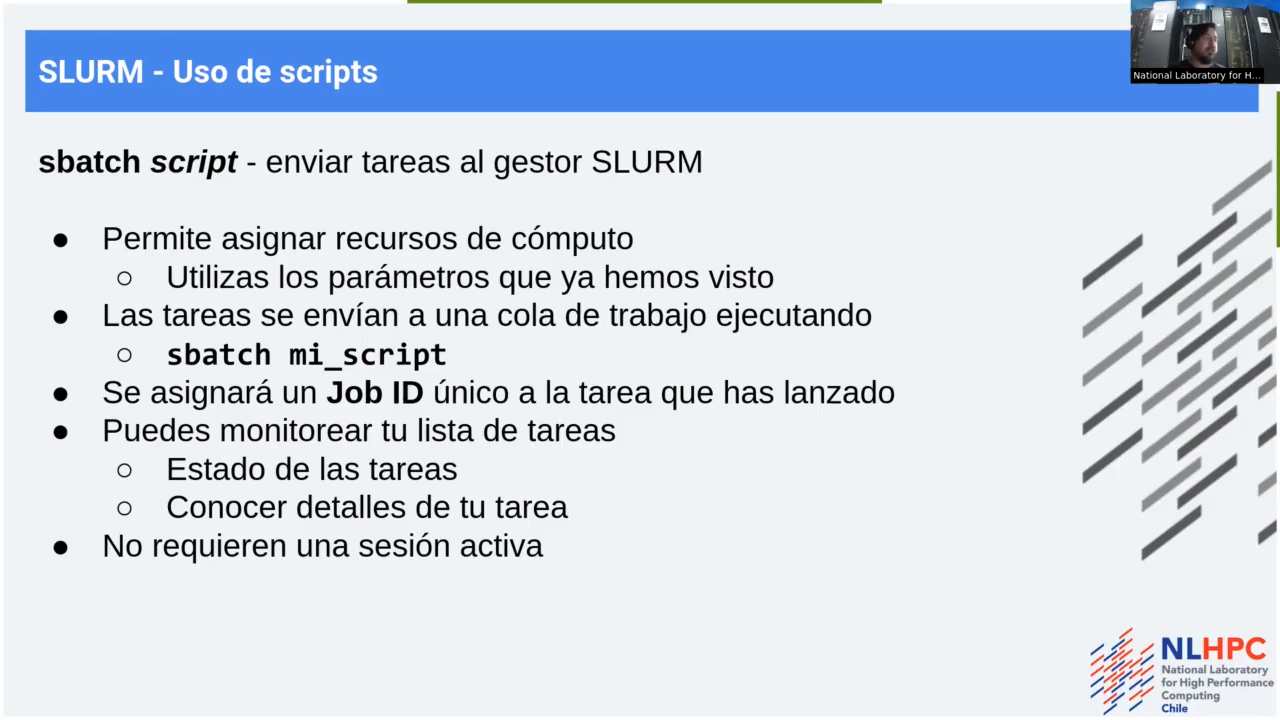 SLURM - Uso de scripts
National Laboratory for H...
sbatch script - enviar tareas al gestor SLURM
● Permite asignar recursos de cómputo
○ Utilizas los parámetros que ya hemos visto
● Las tareas se envían a una cola de trabajo ejecutando
○ sbatch mi_script
● Se asignará un Job ID único a la tarea que has lanzado
● Puedes monitorear tu lista de tareas
○ Estado de las tareas
○ Conocer detalles de tu tarea
● No requieren una sesión activa
NLHPC
National Laboratory
for High Performance
Computing
Chile